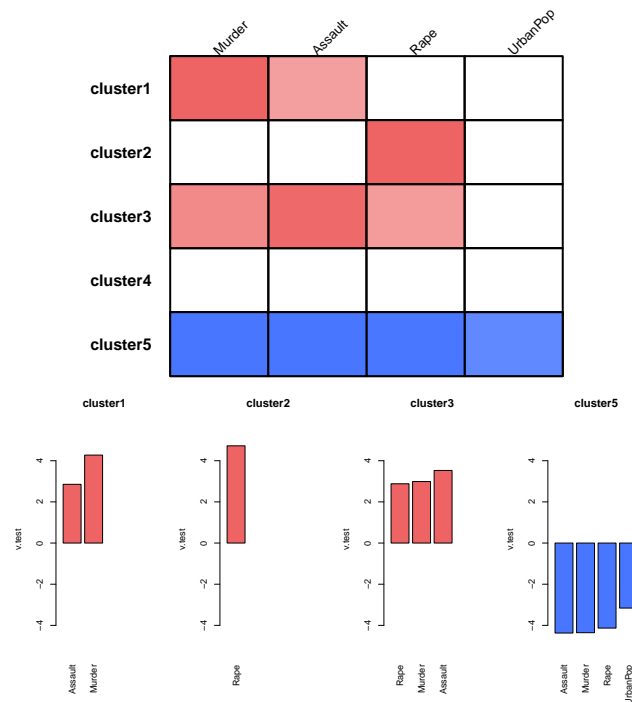 Murder Assault Rape UrbanPop
cluster1
cluster2
cluster3
cluster4
cluster5
cluster1 cluster2 cluster3 cluster5
v.test 4 2 0 −2 −4 Assault Murder
4 2 0 −2 −4 Rape
v.test 4 2 0 −2 −4 Rape Murder Assault
v.test 4 2 0 −2 −4 Assault Murder Rape UrbanPop